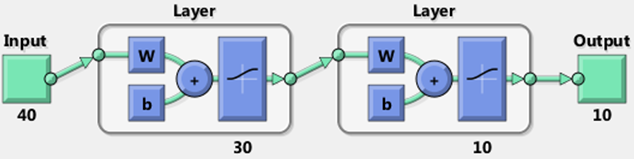 Layer Layer
Input Output
W W
+ +
b b
40 10
30 10